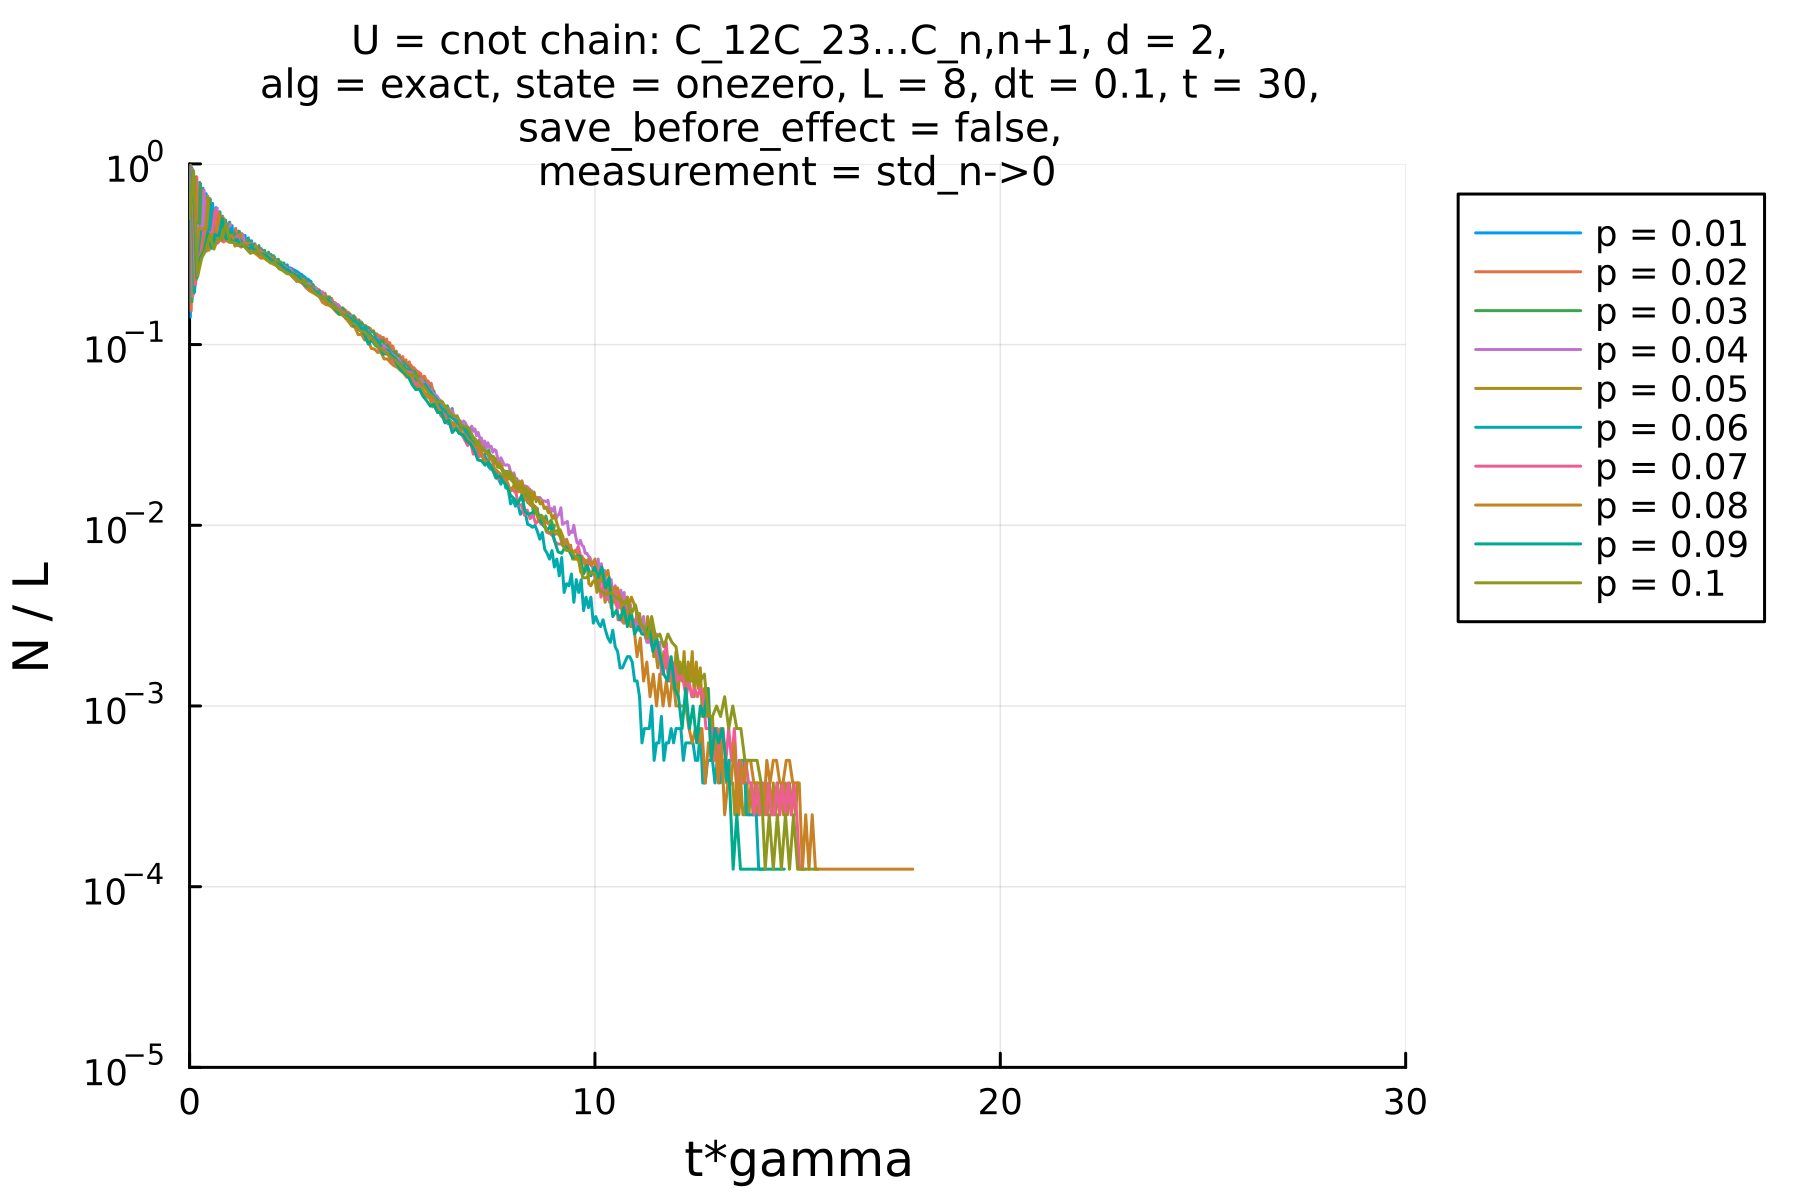 U = cnot chain: C_12C_23...C_n,n+1, d = 2,
alg = exact, state = onezero, L = 8, dt = 0.1, t = 30,
save_before_effect = false,
measurement = std_n->0
10^0
10^−1
10^−2
10^−3
10^−4
10^−5
N / L
0
10
20
30
t*gamma
p = 0.01
p = 0.02
p = 0.03
p = 0.04
p = 0.05
p = 0.06
p = 0.07
p = 0.08
p = 0.09
p = 0.1